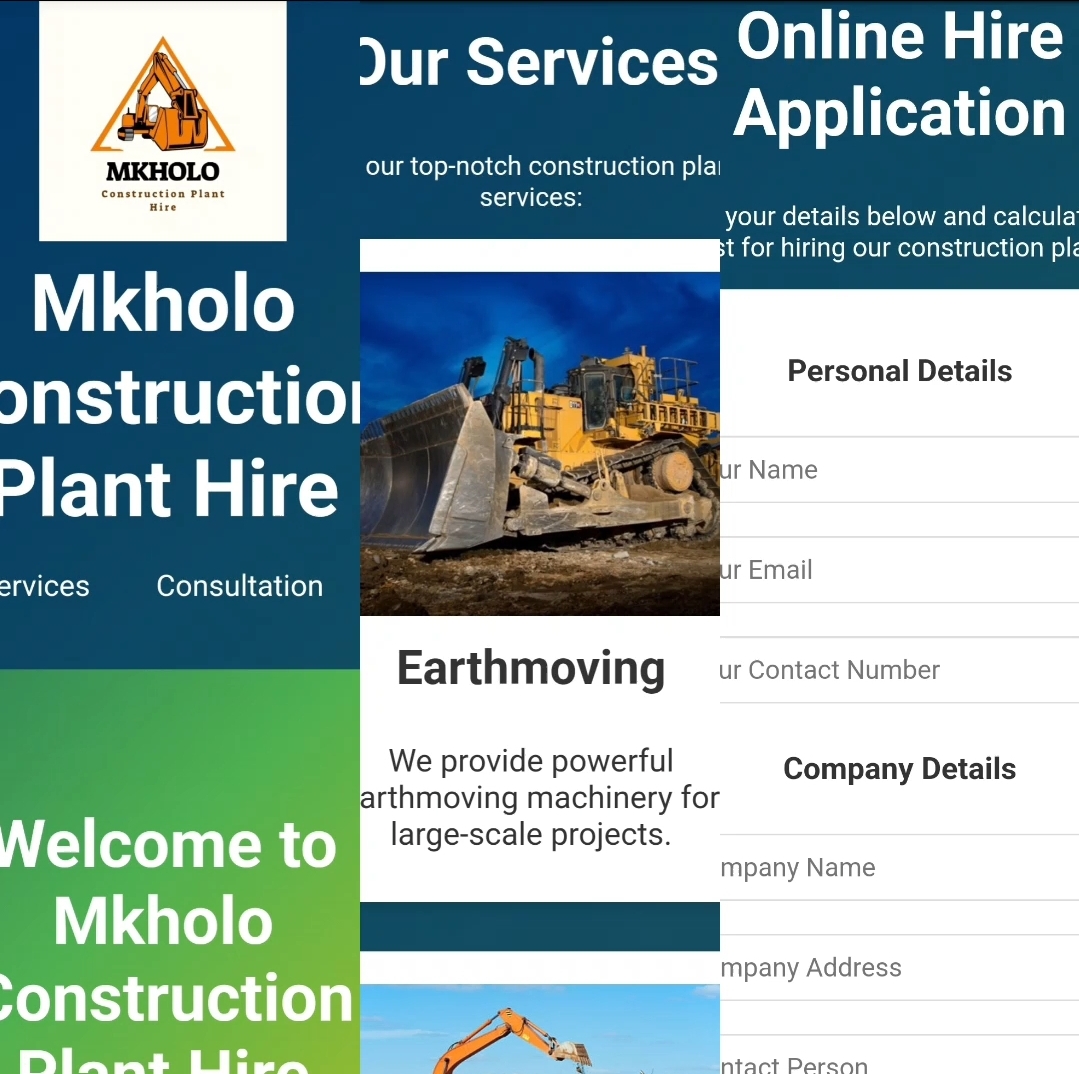 MKHOLO
Construction Plant
Hire
Mkholo
onstruction
Plant Hire
ervices Consultation
Welcome to
Mkholo
Construction
Plant Hire
Our Services
our top-notch construction plan
services:
Earthmoving
We provide powerful
arthmoving machinery for
large-scale projects.
Online Hire
Application
your details below and calculat
st for hiring our construction pla
Personal Details
ur Name
ur Email
ur Contact Number
Company Details
mpany Name
mpany Address
ntact Person